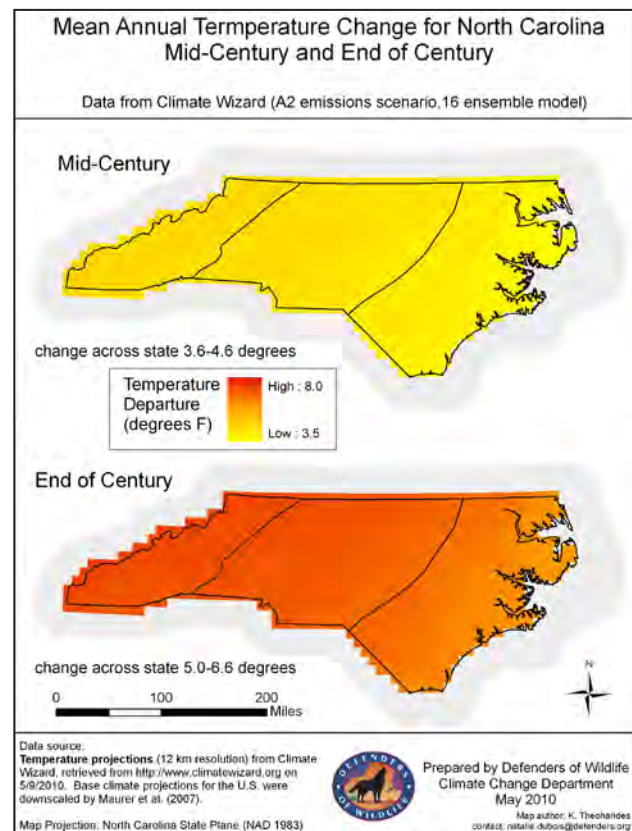 Mean Annual Termperature Change for North Carolina
Mid-Century and End of Century
Data from Climate Wizard (A2 emissions scenario,16 ensemble model)
Mid-Century
change across state 3.6-4.6 degrees
Temperature
Departure
(degrees F)
High : 8.0
Low : 3.5
End of Century
change across state 5.0-6.6 degrees
0 100 200
Miles
N
Data source:
Temperature projections (12 km resolution) from Climate
Wizard, retrieved from http://www.climatewizard.org on
5/9/2010. Base climate projections for the U.S. were
downscaled by Maurer et al. (2007).
Map Projection: North Carolina State Plane (NAD 1983)
DEFENDERS
OF WILDLIFE
Prepared by Defenders of Wildlife
Climate Change Department
May 2010
Map author: K. Theoharides
contact: natalie.dubois@defenders.org